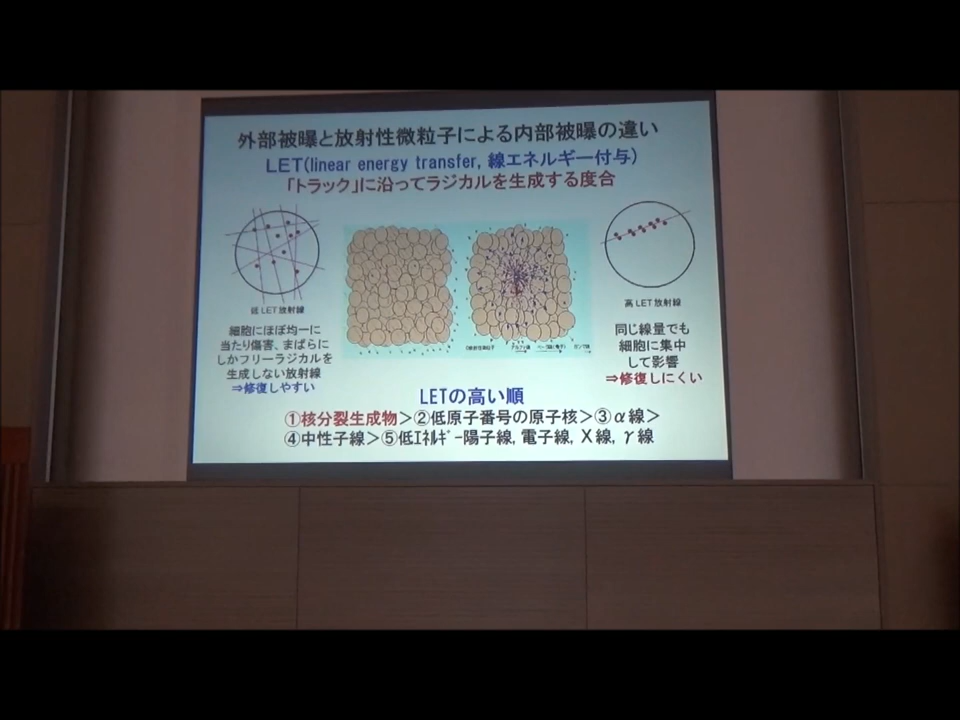 外部被曝と放射性微粒子による内部被曝の違い
LET(linear energy transfer, 線エネルギー付与)
「トラック」に沿ってラジカルを生成する度合
低LET放射線
細胞にほぼ均一に
当たり傷害、まばらに
しかフリーラジカルを
生成しない放射線
⇒修復しやすい
高LET放射線
同じ線量でも
細胞に集中
して影響
⇒修復しにくい
LETの高い順
①核分裂生成物>②低原子番号の原子核>③α線>
④中性子線>⑤低ｴﾈﾙｷﾞｰ陽子線, 電子線, X線, γ線